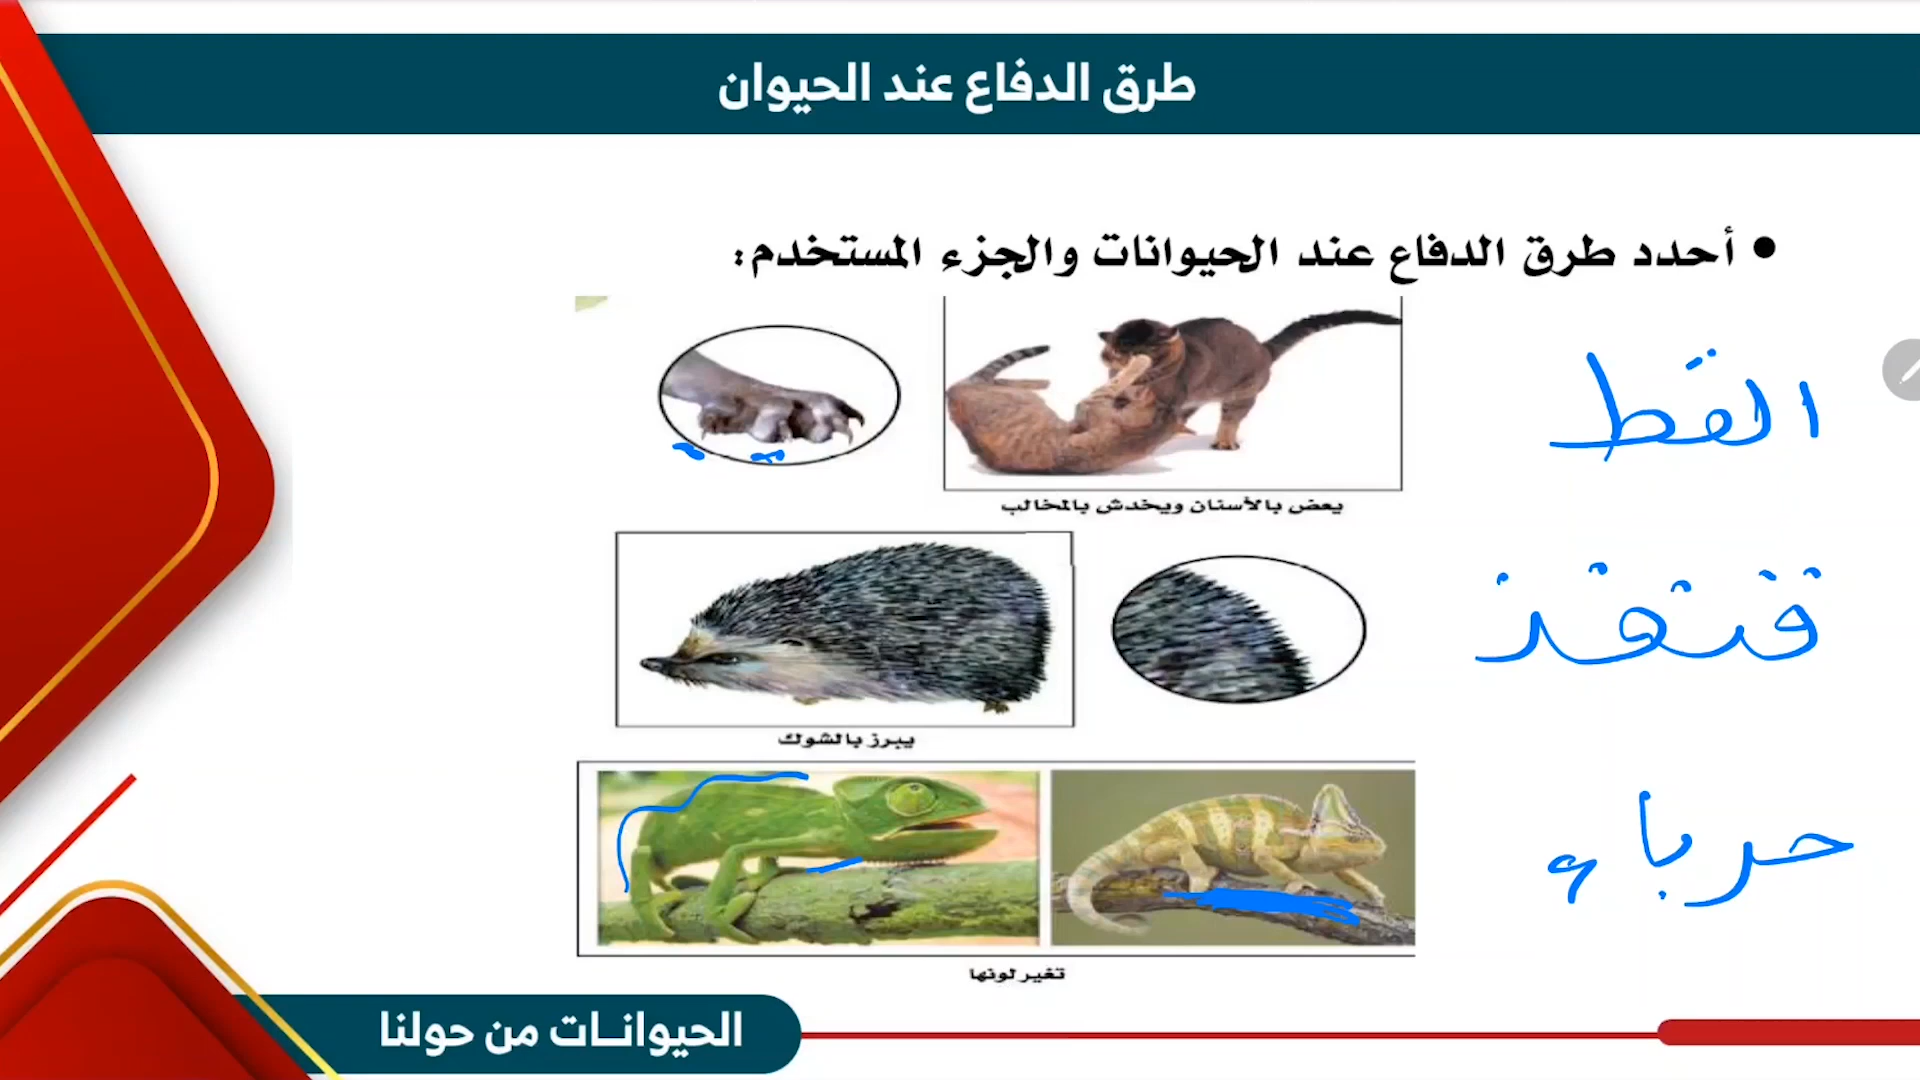 طرق الدفاع عند الحيوان
• أحدد طرق الدفاع عند الحيوانات والجزء المستخدم:
القط
يعض بالأسنان ويخدش بالمخالب
قنقذ
يبرز بالشوك
حرباء
تغير لونها
الحيوانات من حولنا